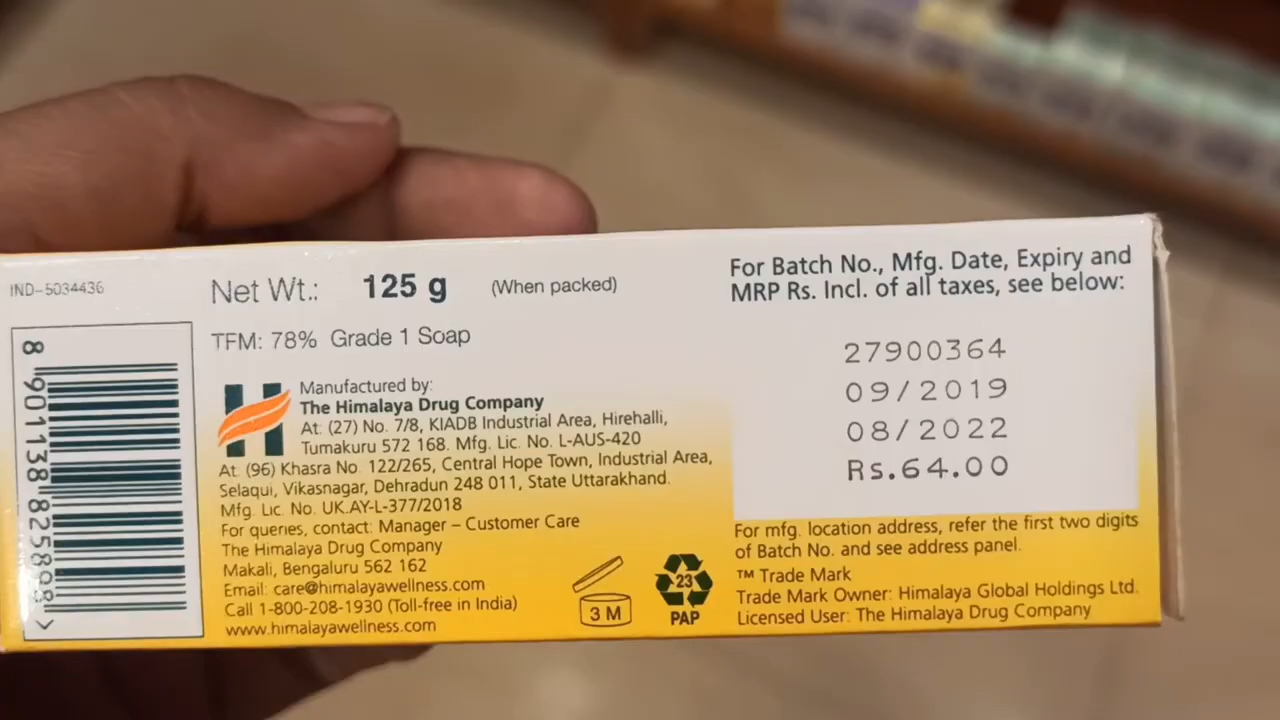 IND-5034436
8 901138 825898 >
Net Wt.: 125 g (When packed)
TFM: 78% Grade 1 Soap
H
Manufactured by:
The Himalaya Drug Company
At: (27) No. 7/8, KIADB Industrial Area, Hirehalli,
Tumakuru 572 168. Mfg. Lic. No. L-AUS-420
At: (96) Khasra No. 122/265, Central Hope Town, Industrial Area,
Selaqui, Vikasnagar, Dehradun 248 011, State Uttarakhand.
Mfg. Lic. No. UK.AY-L-377/2018
For queries, contact: Manager – Customer Care
The Himalaya Drug Company
Makali, Bengaluru 562 162
Email: care@himalayawellness.com
Call 1-800-208-1930 (Toll-free in India)
www.himalayawellness.com
3 M
23
PAP
For Batch No., Mfg. Date, Expiry and
MRP Rs. Incl. of all taxes, see below:
27900364
09/2019
08/2022
Rs.64.00
For mfg. location address, refer the first two digits
of Batch No. and see address panel.
™ Trade Mark
Trade Mark Owner: Himalaya Global Holdings Ltd.
Licensed User: The Himalaya Drug Company